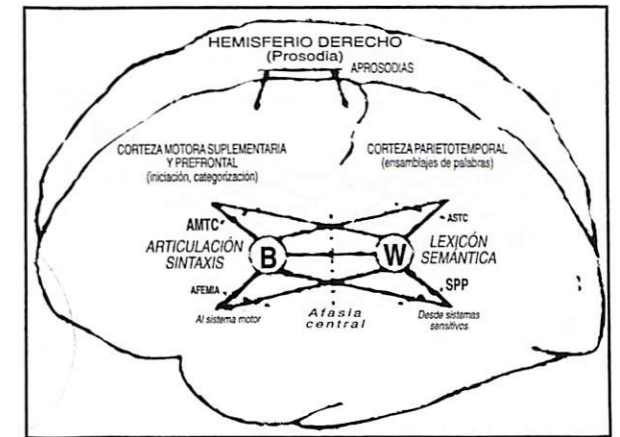 HEMISFERIO DERECHO
(Prosodia)
APROSODIAS
CORTEZA MOTORA SUPLEMENTARIA
Y PREFRONTAL
(iniciación, categorización)
CORTEZA PARIETOTEMPORAL
(ensamblajes de palabras)
AMTC
ASTC
ARTICULACIÓN
SINTAXIS
B
W
LEXICÓN
SEMÁNTICA
AFEMIA
SPP
Al sistema motor
Afasia
central
Desde sistemas
sensitivos